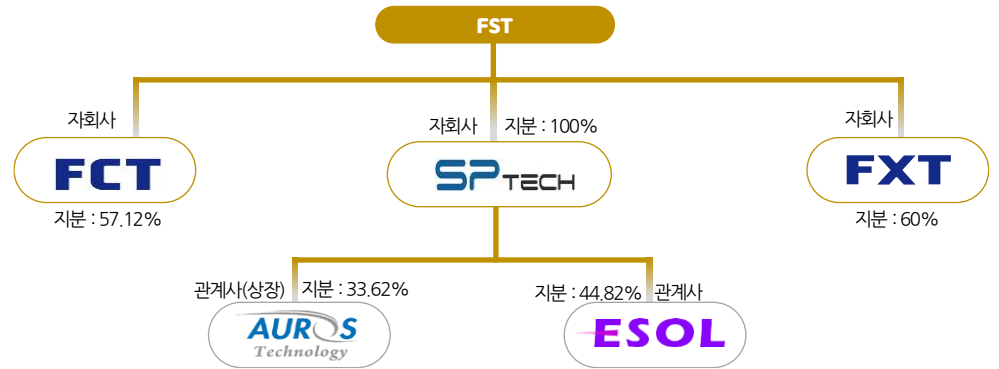 FST
자회사
FCT
지분 : 57.12%
자회사 지분 : 100%
SP TECH
자회사
FXT
지분 : 60%
관계사(상장) 지분 : 33.62%
AUROS
Technology
지분 : 44.82% 관계사
ESOL